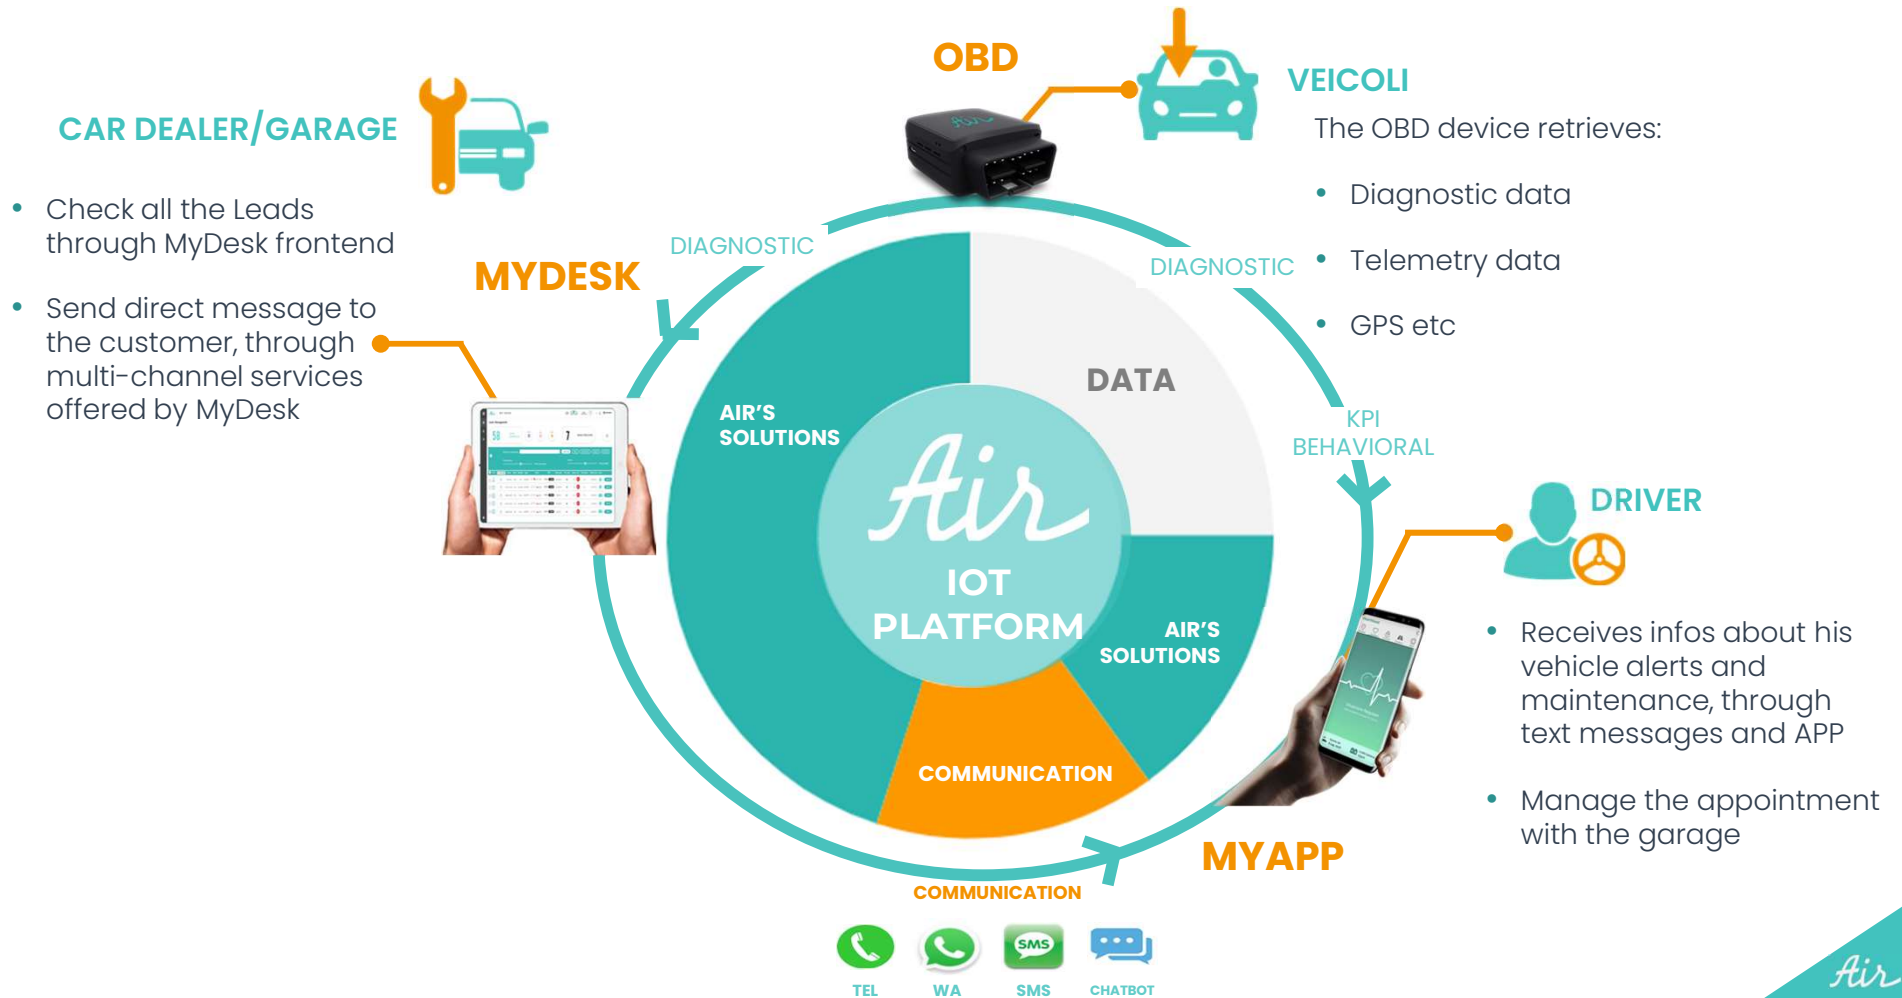 OBD
VEICOLI
The OBD device retrieves:
• Diagnostic data
• Telemetry data
• GPS etc
CAR DEALER/GARAGE
• Check all the Leads
through MyDesk frontend
• Send direct message to
the customer, through
multi-channel services
offered by MyDesk
MYDESK
DIAGNOSTIC
DIAGNOSTIC
KPI
BEHAVIORAL
Air
58
7
DATA
AIR'S
SOLUTIONS
Air
IOT
PLATFORM
AIR'S
SOLUTIONS
COMMUNICATION
DRIVER
• Receives infos about his
vehicle alerts and
maintenance, through
text messages and APP
• Manage the appointment
with the garage
MYAPP
COMMUNICATION
SMS
TEL
WA
SMS
CHATBOT
Air